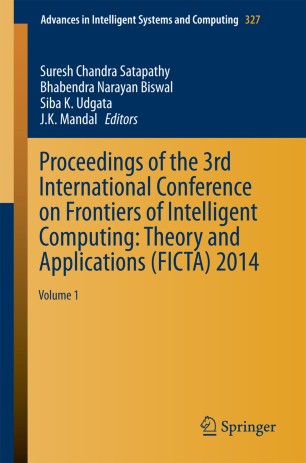 Advances in Intelligent Systems and Computing 327
Suresh Chandra Satapathy
Bhabendra Narayan Biswal
Siba K. Udgata
J.K. Mandal Editors
Proceedings of the 3rd
International Conference
on Frontiers of Intelligent
Computing: Theory and
Applications (FICTA) 2014
Volume 1
Springer